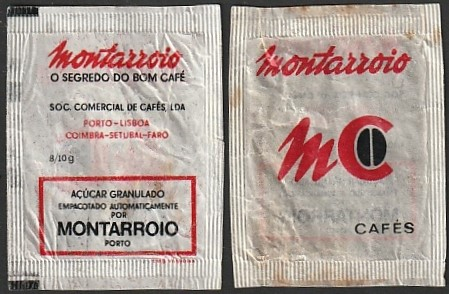 Montarroio
O SEGREDO DO BOM CAFÉ
SOC. COMERCIAL DE CAFÉS, LDA
PORTO-LISBOA
COIMBRA-SETUBAL-FARO
8/10 g
AÇÚCAR GRANULADO
EMPACOTADO AUTOMATICAMENTE
POR
MONTARROIO
PORTO
Montarroio
mC
CAFÉS